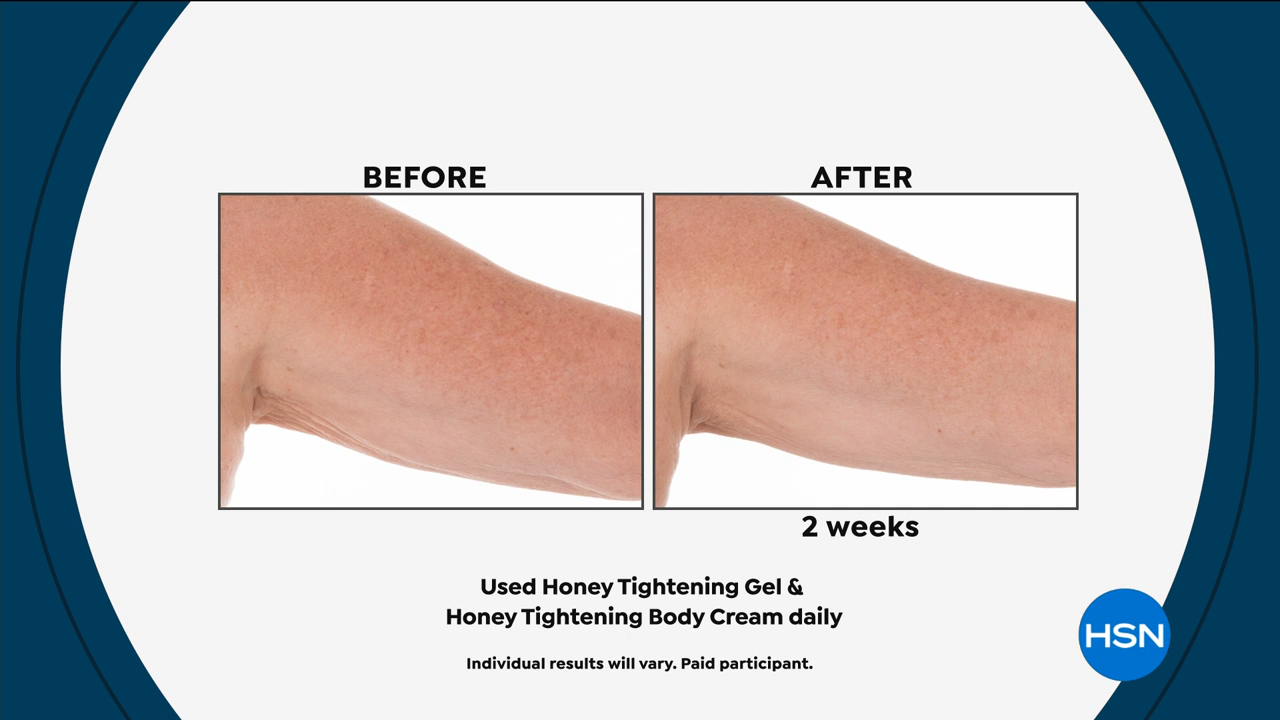 BEFORE
AFTER
2 weeks
Used Honey Tightening Gel &
Honey Tightening Body Cream daily
Individual results will vary. Paid participant.
HSN